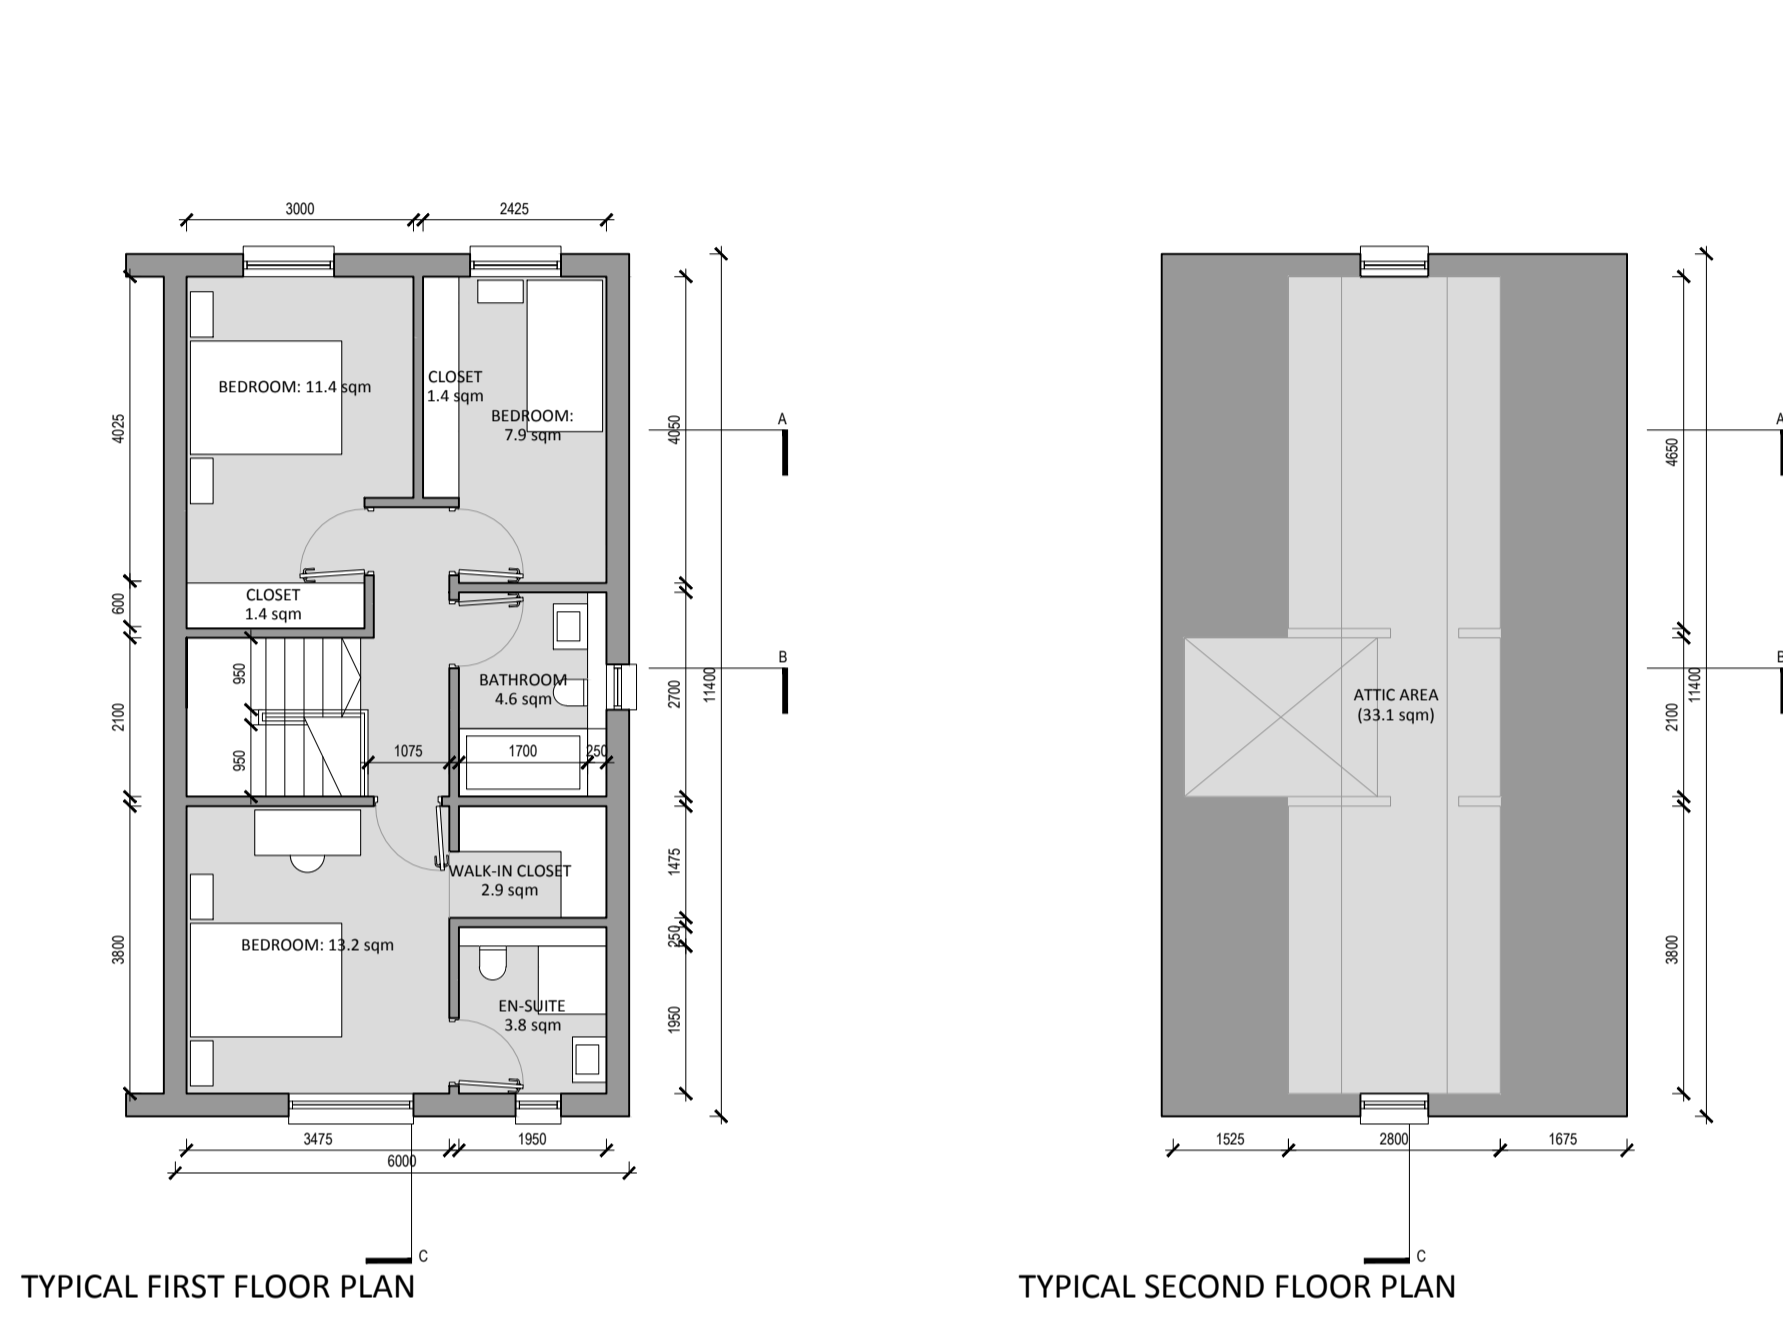 3000
2425
BEDROOM: 11.4 sqm
CLOSET
1.4 sqm
BEDROOM:
7.9 sqm
4025
4050
A
CLOSET
1.4 sqm
600
950
950
2100
BATHROOM
4.6 sqm
1075
1700
250
2700
11400
B
WALK-IN CLOSET
2.9 sqm
1475
BEDROOM: 13.2 sqm
3800
250
EN-SUITE
3.8 sqm
1950
3475
1950
6000
C
TYPICAL FIRST FLOOR PLAN
A
4650
B
ATTIC AREA
(33.1 sqm)
2100
11400
3800
1525
2800
1675
C
TYPICAL SECOND FLOOR PLAN